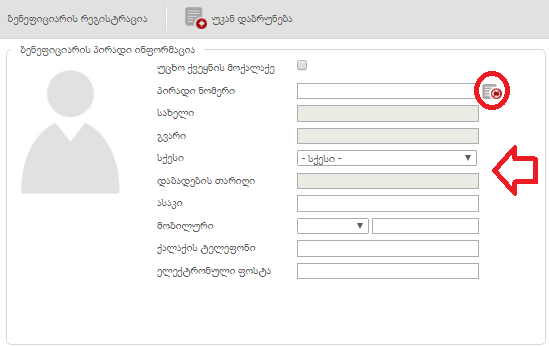 ბენეფიციარის რეგისტრაცია უკან დაბრუნება
ბენეფიციარის პირადი ინფორმაცია
უცხო ქვეყნის მოქალაქე
პირადი ნომერი
სახელი
გვარი
სქესი - სქესი -
დაბადების თარიღი
ასაკი
მობილური
ქალაქის ტელეფონი
ელექტრონული ფოსტა